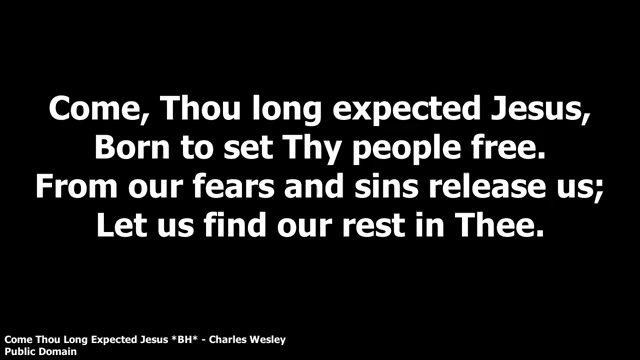 Come, Thou long expected Jesus,
Born to set Thy people free.
From our fears and sins release us;
Let us find our rest in Thee.
Come Thou Long Expected Jesus *BH* - Charles Wesley
Public Domain